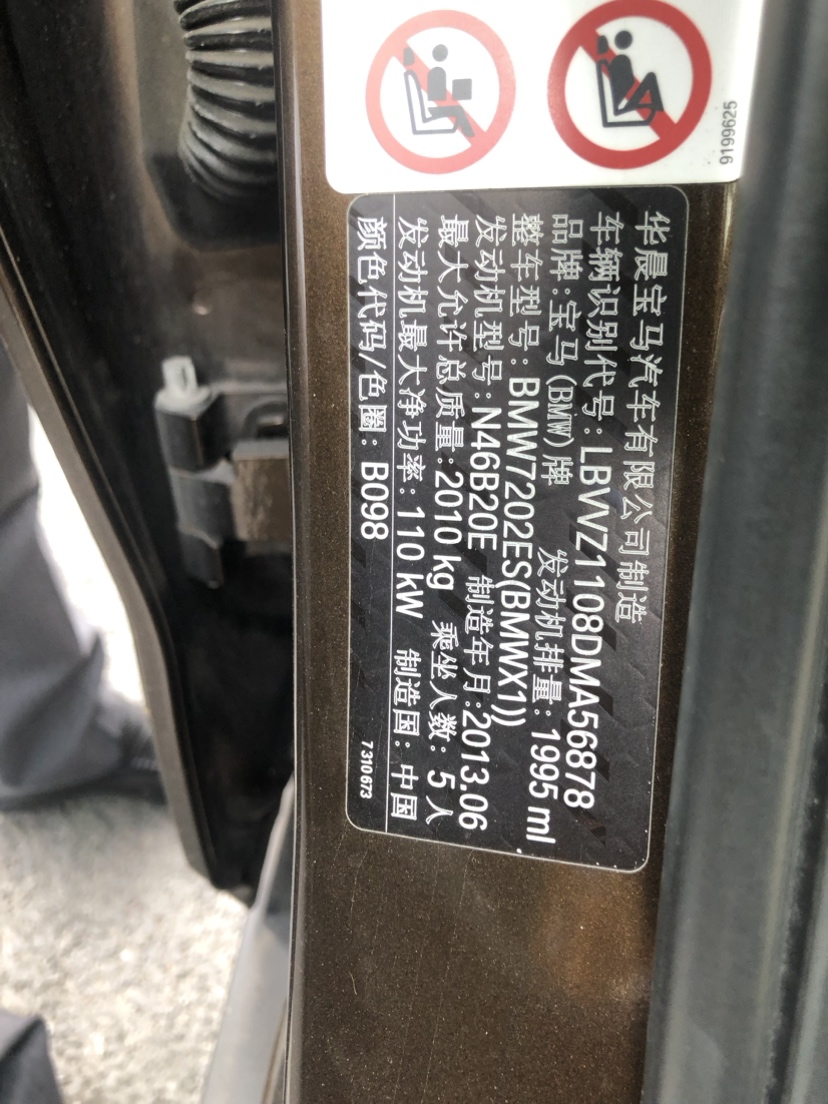 9199625
华晨宝马汽车有限公司制造
车辆识别代号: LBVVZ1108DMA56878
品牌:宝马(BMW)牌 发动机排量: 1995 ml
整车型号: BMW7202ES(BMWX1))
发动机型号: N46B20E 制造年月:2013.06
最大允许总质量:2010 kg 乘坐人数: 5人
发动机最大净功率:110 kW 制造国: 中国
颜色代码/色圈: B098
7310673